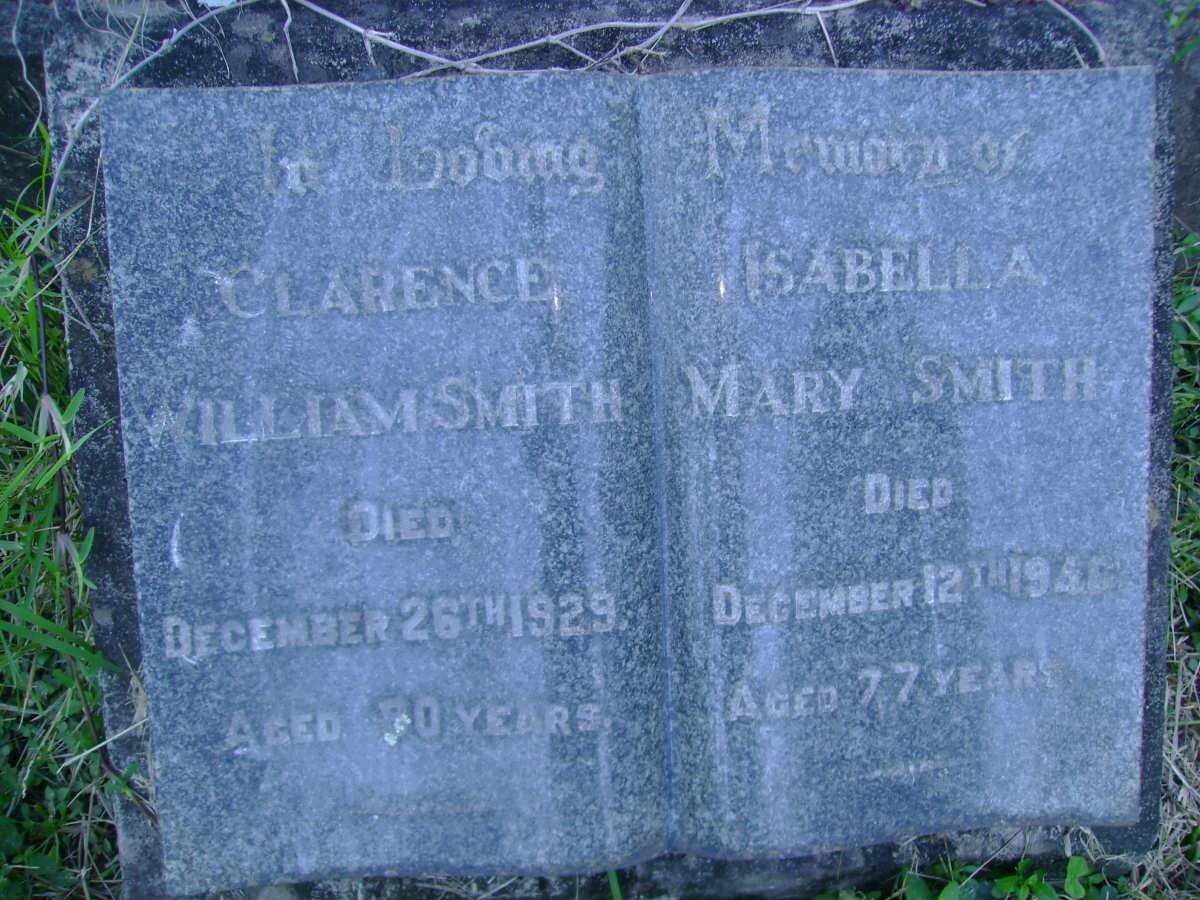 In Loving Memory of
CLARENCE
WILLIAM SMITH
DIED
DECEMBER 26TH 1929.
AGED YEARS.
ISABELLA
MARY SMITH
DIED
DECEMBER 12TH
AGED 77 YEARS